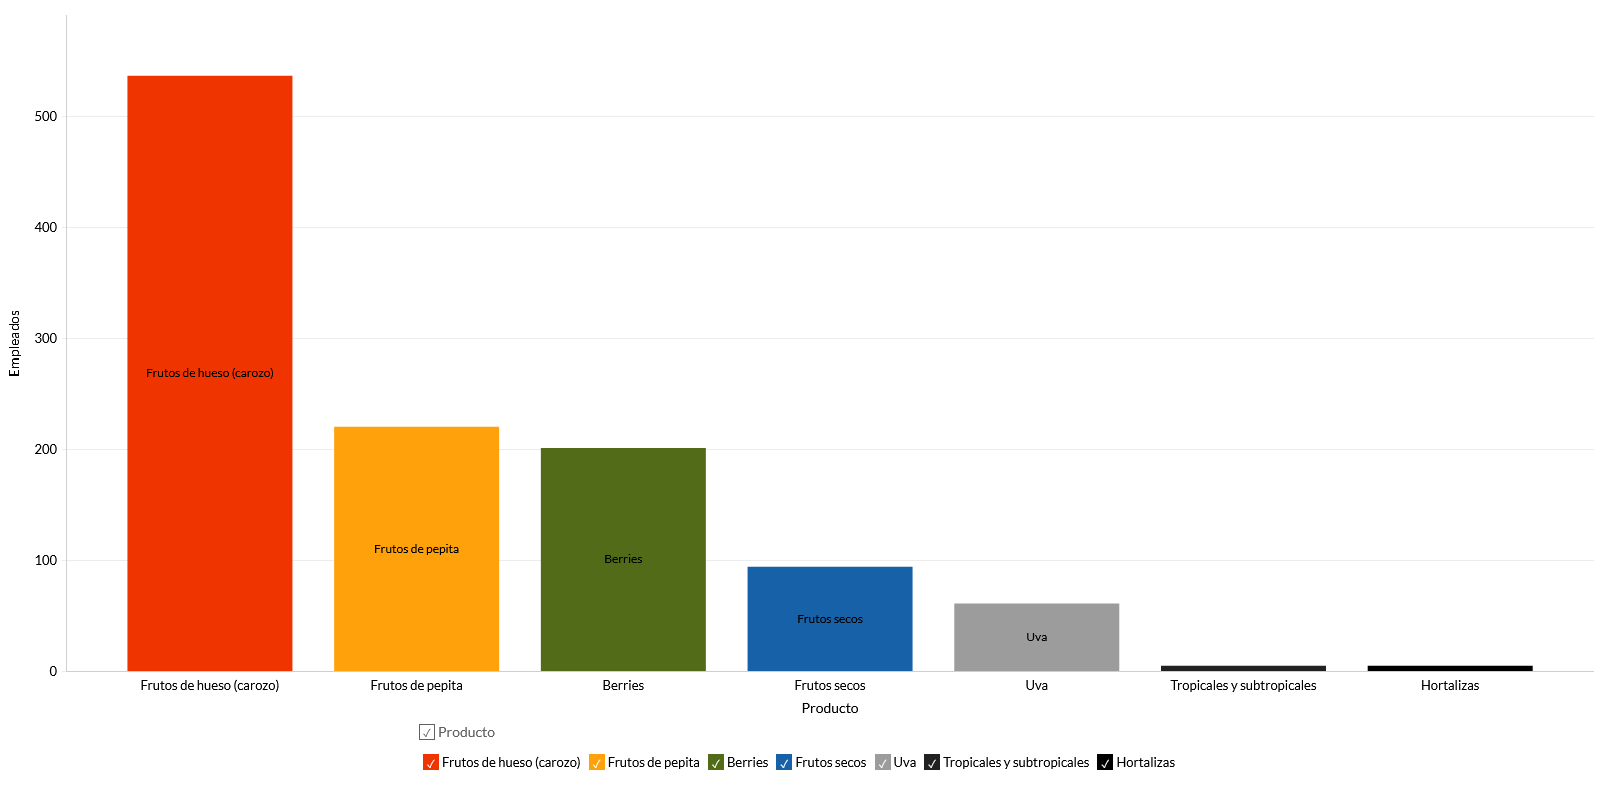 500
400
300
200
100
0
Empleados
Frutos de hueso (carozo)
Frutos de pepita
Berries
Frutos secos
Uva
Frutos de hueso (carozo) Frutos de pepita Berries Frutos secos Uva Tropicales y subtropicales Hortalizas
Producto
✓ Producto
✓ Frutos de hueso (carozo) ✓ Frutos de pepita ✓ Berries ✓ Frutos secos ✓ Uva ✓ Tropicales y subtropicales ✓ Hortalizas